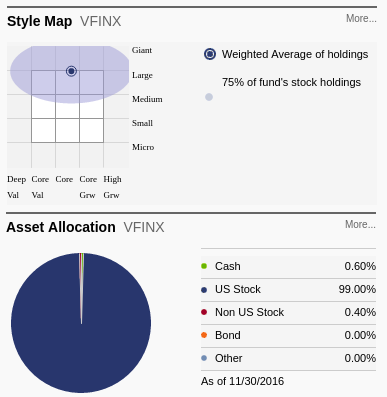 Style Map VFINX More...
Giant
Large
Medium
Small
Micro
Deep Core Core Core High
Val Val Grw Grw
Weighted Average of holdings
75% of fund's stock holdings
Asset Allocation VFINX More...
Cash 0.60%
US Stock 99.00%
Non US Stock 0.40%
Bond 0.00%
Other 0.00%
As of 11/30/2016